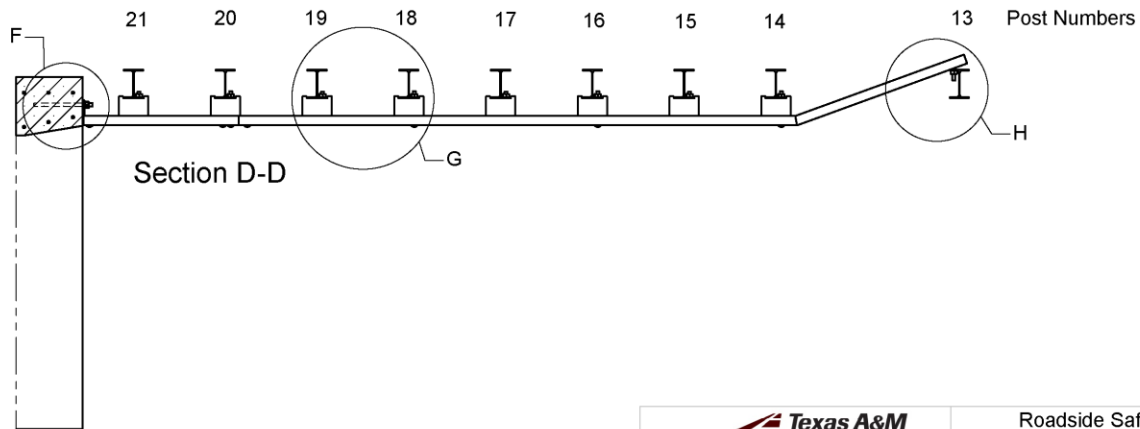 21 20 19 18 17 16 15 14 13 Post Numbers
F
G
H
Section D-D
Texas A&M
Roadside Saf